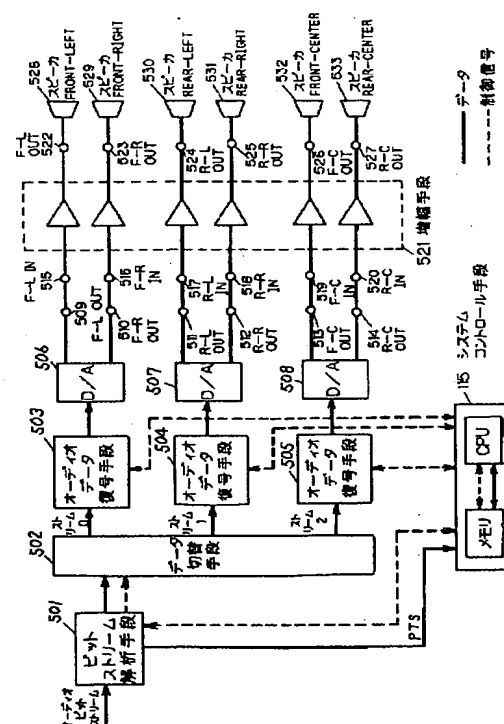 オーディオ
ビット
ストリーム
501
ビット
ストリーム
解析手段
PTS
502
データ
切替
手段
ストリーム0
ストリーム1
ストリーム2
503
オーディオ
データ
復号手段
504
オーディオ
データ
復号手段
505
オーディオ
データ
復号手段
506
D/A
507
D/A
508
D/A
509
F-L OUT
510 F-R
OUT
511
R-L OUT
512 R-R
OUT
513
F-C
OUT
514 R-C
OUT
F-L IN
515
516 F-R
IN
517
R-L
IN
518
R-R
IN
519
F-C
IN
520
R-C
IN
521 増幅手段
F-L
OUT
522
523
F-R
OUT
524
R-L
OUT
525
R-R
OUT
526
F-C
OUT
527
R-C
OUT
528
スピーカ
FRONT-LEFT
529
スピーカ
FRONT-RIGHT
530
スピーカ
REAR-LEFT
531
スピーカ
REAR-RIGHT
532
スピーカ
FRONT-CENTER
533
スピーカ
REAR-CENTER
115 システム
コントロール手段
メモリ
CPU
データ
制御信号